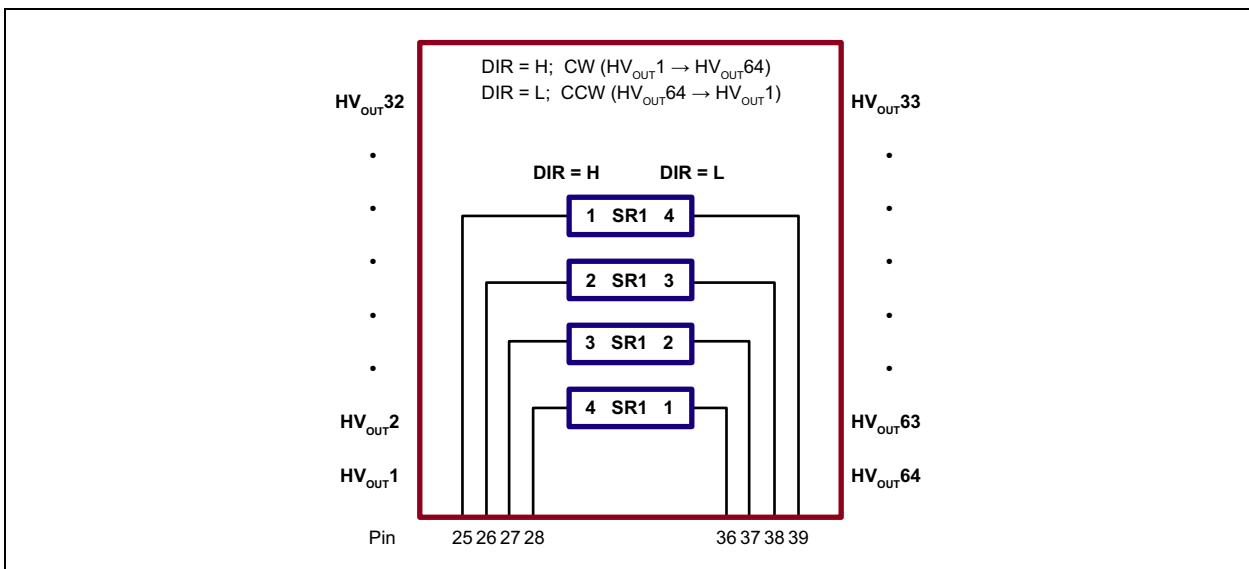 DIR = H; CW (HVOUT1 → HVOUT64)
DIR = L; CCW (HVOUT64 → HVOUT1)
HVOUT32
HVOUT33
DIR = H DIR = L
1 SR1 4
2 SR1 3
3 SR1 2
4 SR1 1
HVOUT2
HVOUT63
HVOUT1
HVOUT64
Pin 25 26 27 28 36 37 38 39